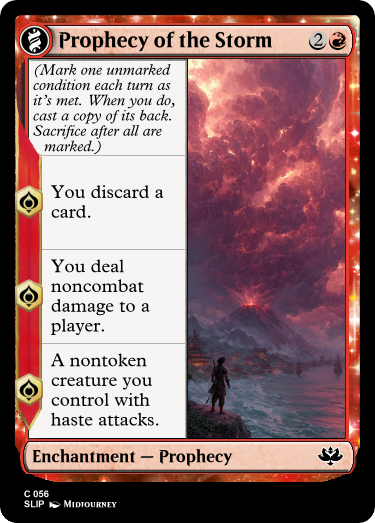 Prophecy of the Storm 2
(Mark one unmarked
condition each turn as
it's met. When you do,
cast a copy of its back.
Sacrifice after all are
marked.)
You discard a
card.
You deal
noncombat
damage to a
player.
A nontoken
creature you
control with
haste attacks.
Enchantment — Prophecy
C 056
SLIP Midjourney